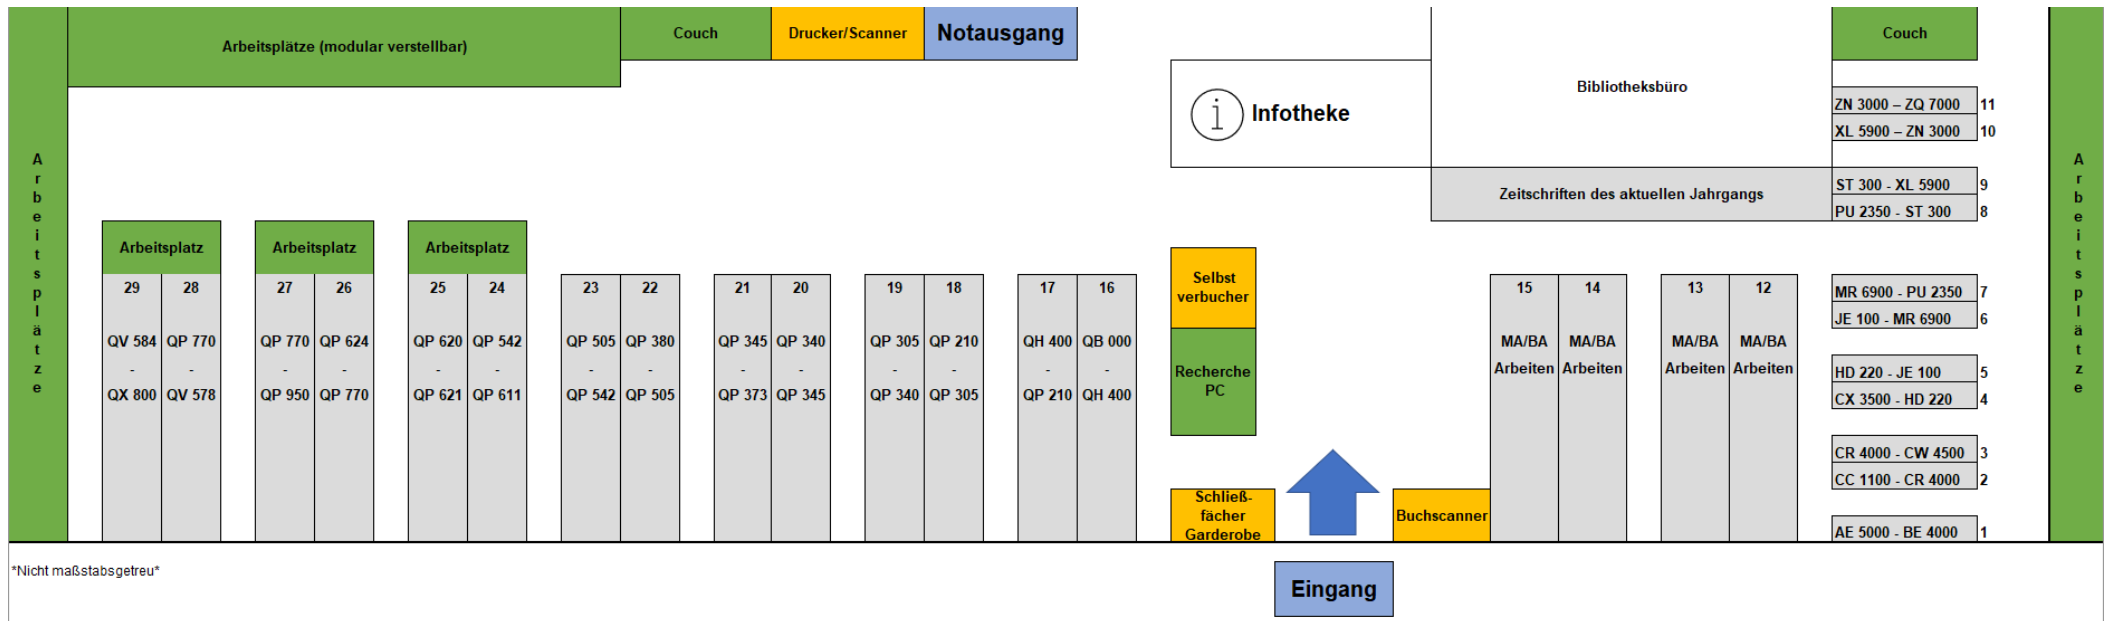 Arbeitsplätze
Arbeitsplätze (modular verstellbar)
Couch
Drucker/Scanner
Notausgang
Infotheke
Bibliotheksbüro
Zeitschriften des aktuellen Jahrgangs
Couch
ZN 3000 – ZQ 7000 11
XL 5900 – ZN 3000 10
ST 300 - XL 5900 9
PU 2350 - ST 300 8
MR 6900 - PU 2350 7
JE 100 - MR 6900 6
HD 220 - JE 100 5
CX 3500 - HD 220 4
CR 4000 - CW 4500 3
CC 1100 - CR 4000 2
AE 5000 - BE 4000 1
Arbeitsplätze
Arbeitsplatz
Arbeitsplatz
Arbeitsplatz
29 28 27 26 25 24 23 22 21 20 19 18 17 16
QV 584 QP 770 QP 770 QP 624 QP 620 QP 542 QP 505 QP 380 QP 345 QP 340 QP 305 QP 210 QH 400 QB 000
- - - - - - - - - - - - - -
QX 800 QV 578 QP 950 QP 770 QP 621 QP 611 QP 542 QP 505 QP 373 QP 345 QP 340 QP 305 QP 210 QH 400
Selbst
verbucher
Recherche
PC
Schließ-
fächer
Garderobe
Buchscanner
15 14 13 12
MA/BA MA/BA MA/BA MA/BA
Arbeiten Arbeiten Arbeiten Arbeiten
*Nicht maßstabsgetreu*
Eingang